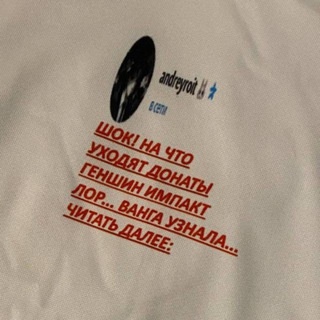 andreyroit
в сети
ШОК! НА ЧТО
УХОДЯТ ДОНАТЫ
ГЕНШИН ИМПАКТ
ЛОР... ВАНГА УЗНАЛА...
ЧИТАТЬ ДАЛЕЕ: